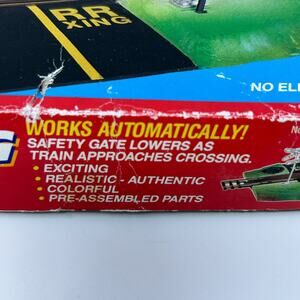 RR
XING
NO EL
WORKS AUTOMATICALLY!
SAFETY GATE LOWERS AS
TRAIN APPROACHES CROSSING.
• EXCITING
• REALISTIC - AUTHENTIC
• COLORFUL
• PRE-ASSEMBLED PARTS